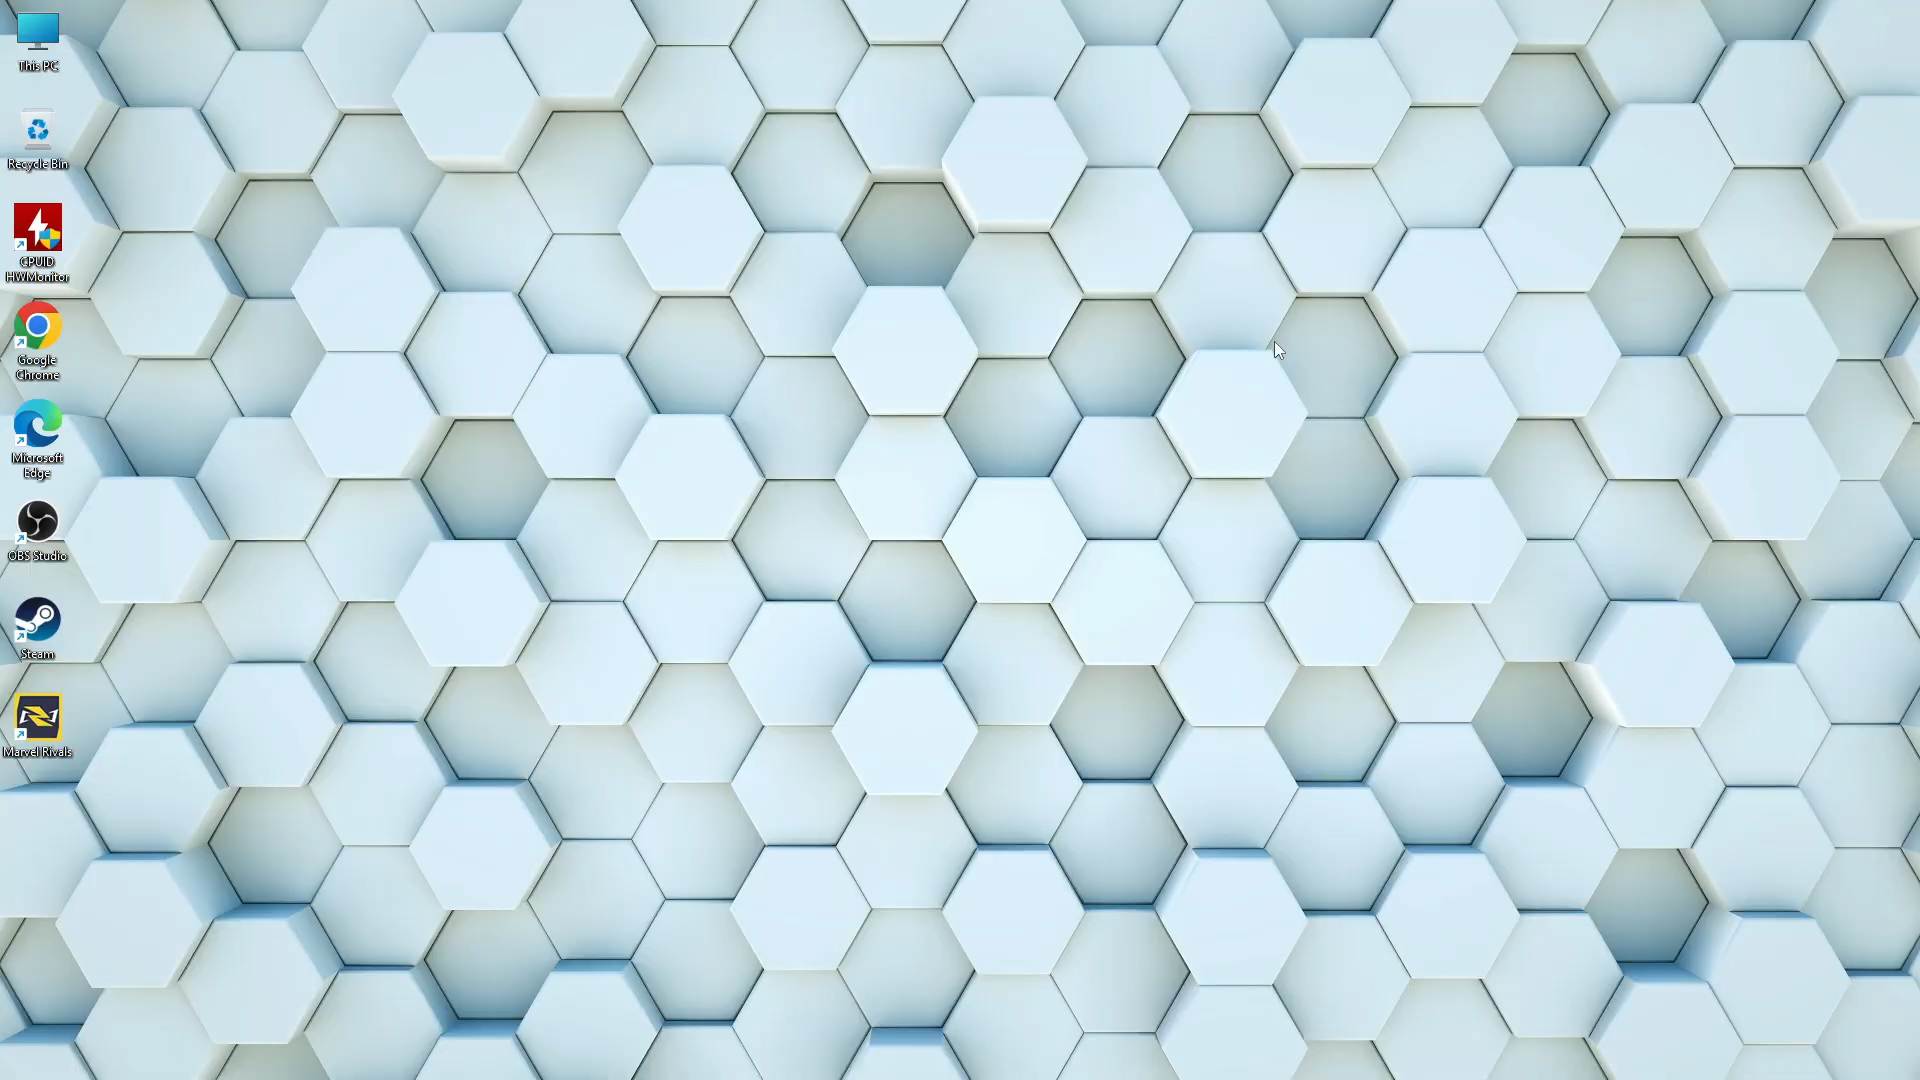 This PC
Recycle Bin
CPUID
HWMonitor
Google
Chrome
Microsoft
Edge
OBS Studio
Steam
Marvel Rivals